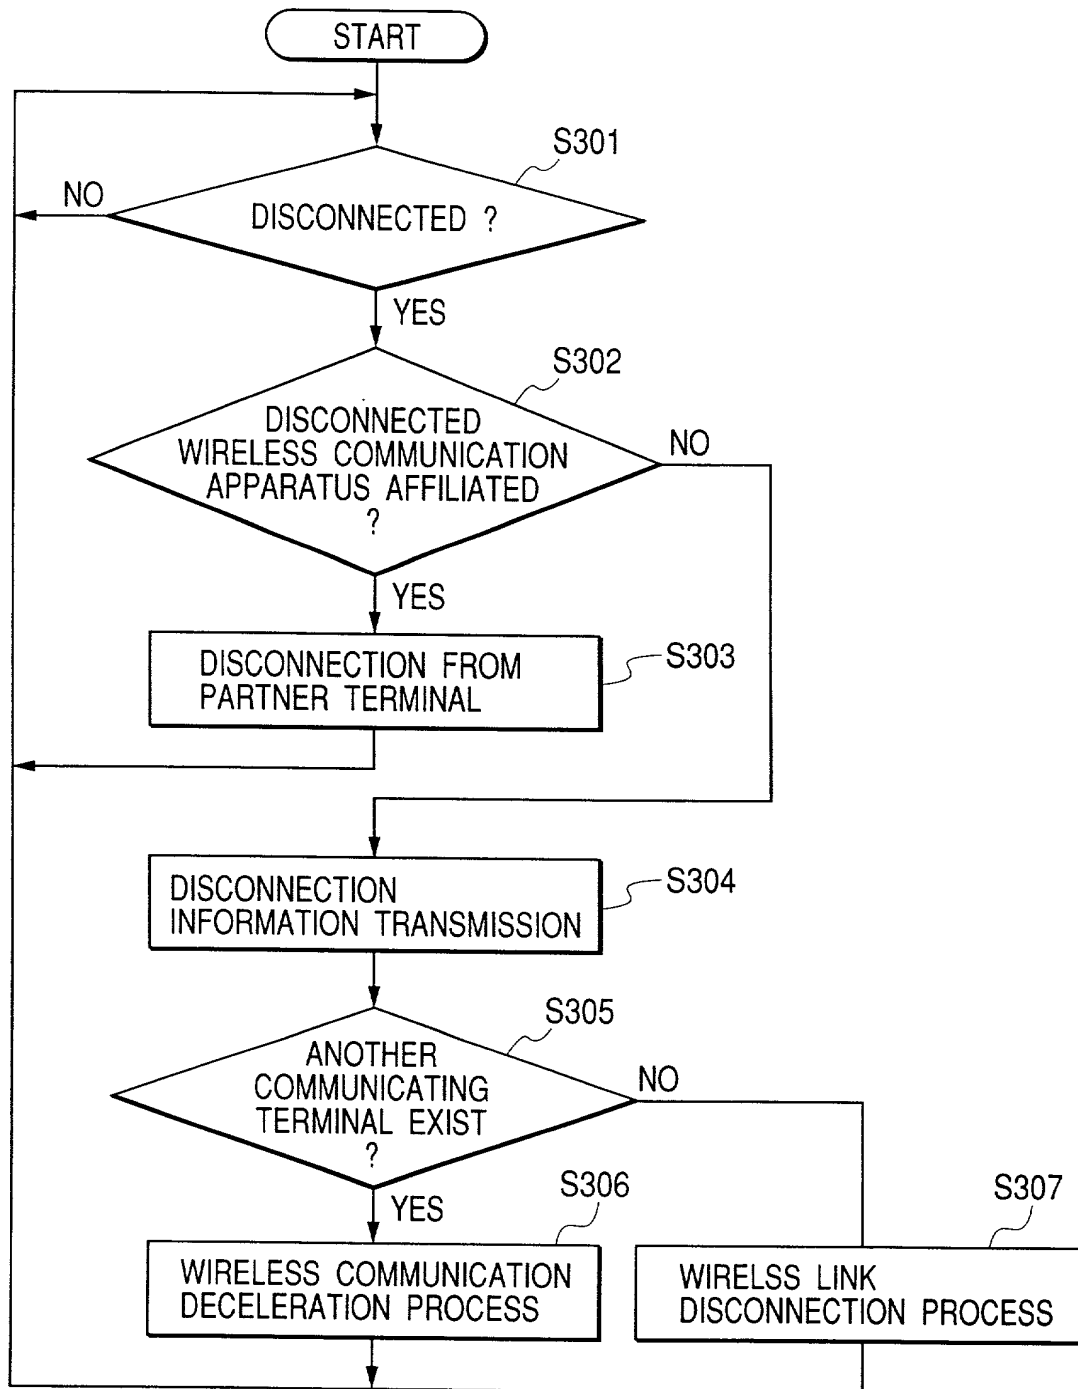 START
S301
NO
DISCONNECTED ?
YES
S302
DISCONNECTED
WIRELESS COMMUNICATION
APPARATUS AFFILIATED
?
NO
YES
DISCONNECTION FROM
PARTNER TERMINAL
S303
DISCONNECTION
INFORMATION TRANSMISSION
S304
S305
ANOTHER
COMMUNICATING
TERMINAL EXIST
?
NO
YES
S306
S307
WIRELESS COMMUNICATION
DECELERATION PROCESS
WIRELSS LINK
DISCONNECTION PROCESS